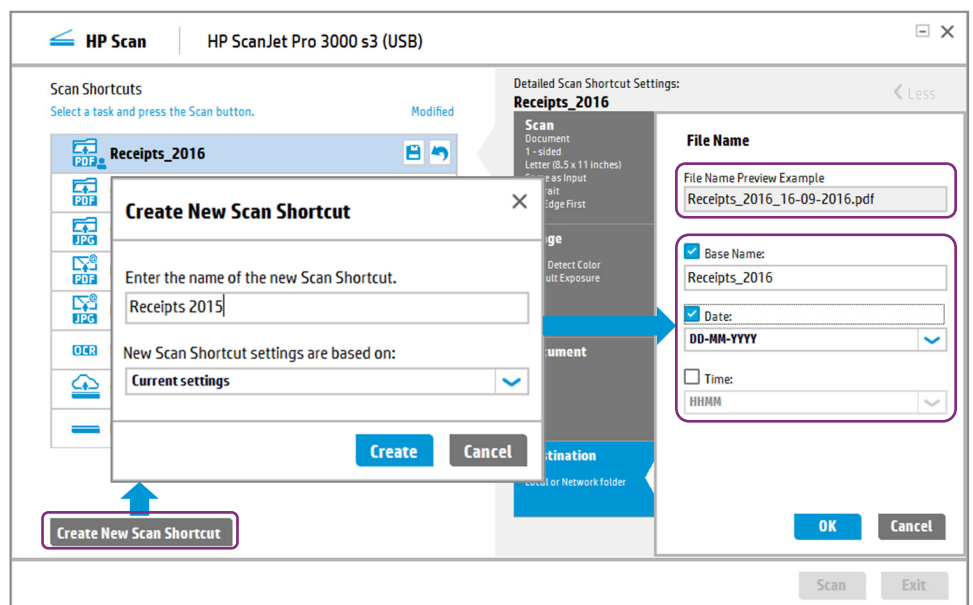 HP Scan
HP ScanJet Pro 3000 s3 (USB)
Scan Shortcuts
Select a task and press the Scan button.
Modified
PDF
Receipts_2016
PDF
JPG
PDF
JPG
OCR
Create New Scan Shortcut
Enter the name of the new Scan Shortcut.
Receipts 2015
New Scan Shortcut settings are based on:
Current settings
Create
Cancel
Create New Scan Shortcut
Detailed Scan Shortcut Settings:
Receipts_2016
Less
Scan
Document
1 - sided
Letter (8.5 x 11 inches)
as Input
Edge First
Detect Color
Exposure
Local or Network folder
File Name
File Name Preview Example
Receipts_2016_16-09-2016.pdf
Base Name:
Receipts_2016
Date:
DD-MM-YYYY
Time:
HHMM
OK
Cancel
Scan
Exit